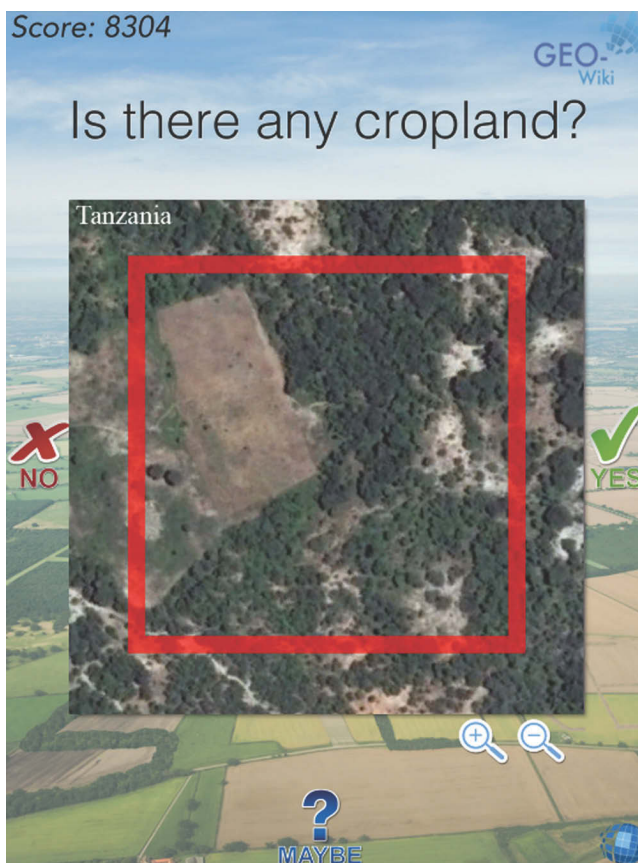 Score: 8304
GEO-
Wiki
Is there any cropland?
Tanzania
NO
YES
?
MAYBE